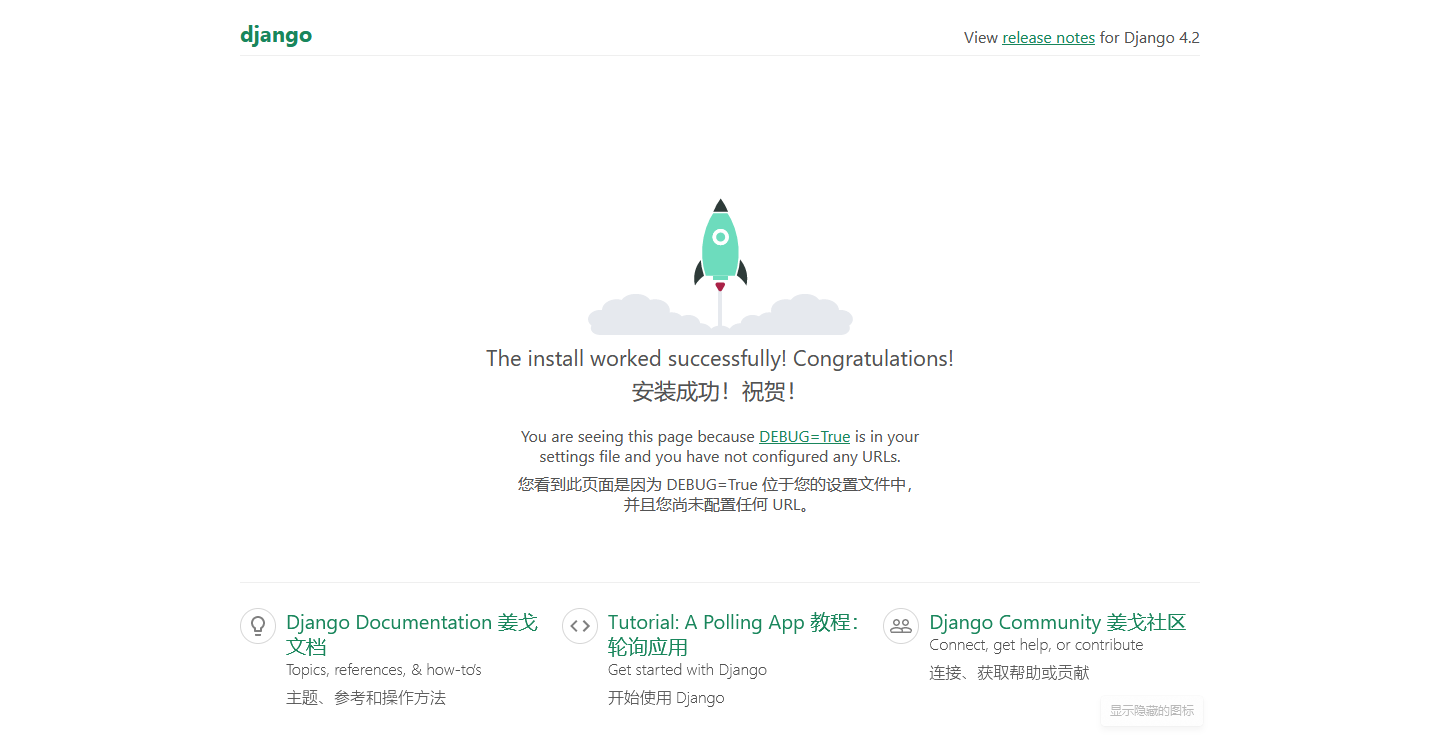 django
View release notes for Django 4.2
The install worked successfully! Congratulations!
安装成功！祝贺！
You are seeing this page because DEBUG=True is in your
settings file and you have not configured any URLs.
您看到此页面是因为 DEBUG=True 位于您的设置文件中，
并且您尚未配置任何 URL。
Django Documentation 姜戈
文档
Topics, references, & how-to's
主题、参考和操作方法
Tutorial: A Polling App 教程：
轮询应用
Get started with Django
开始使用 Django
Django Community 姜戈社区
Connect, get help, or contribute
连接、获取帮助或贡献
显示隐藏的图标